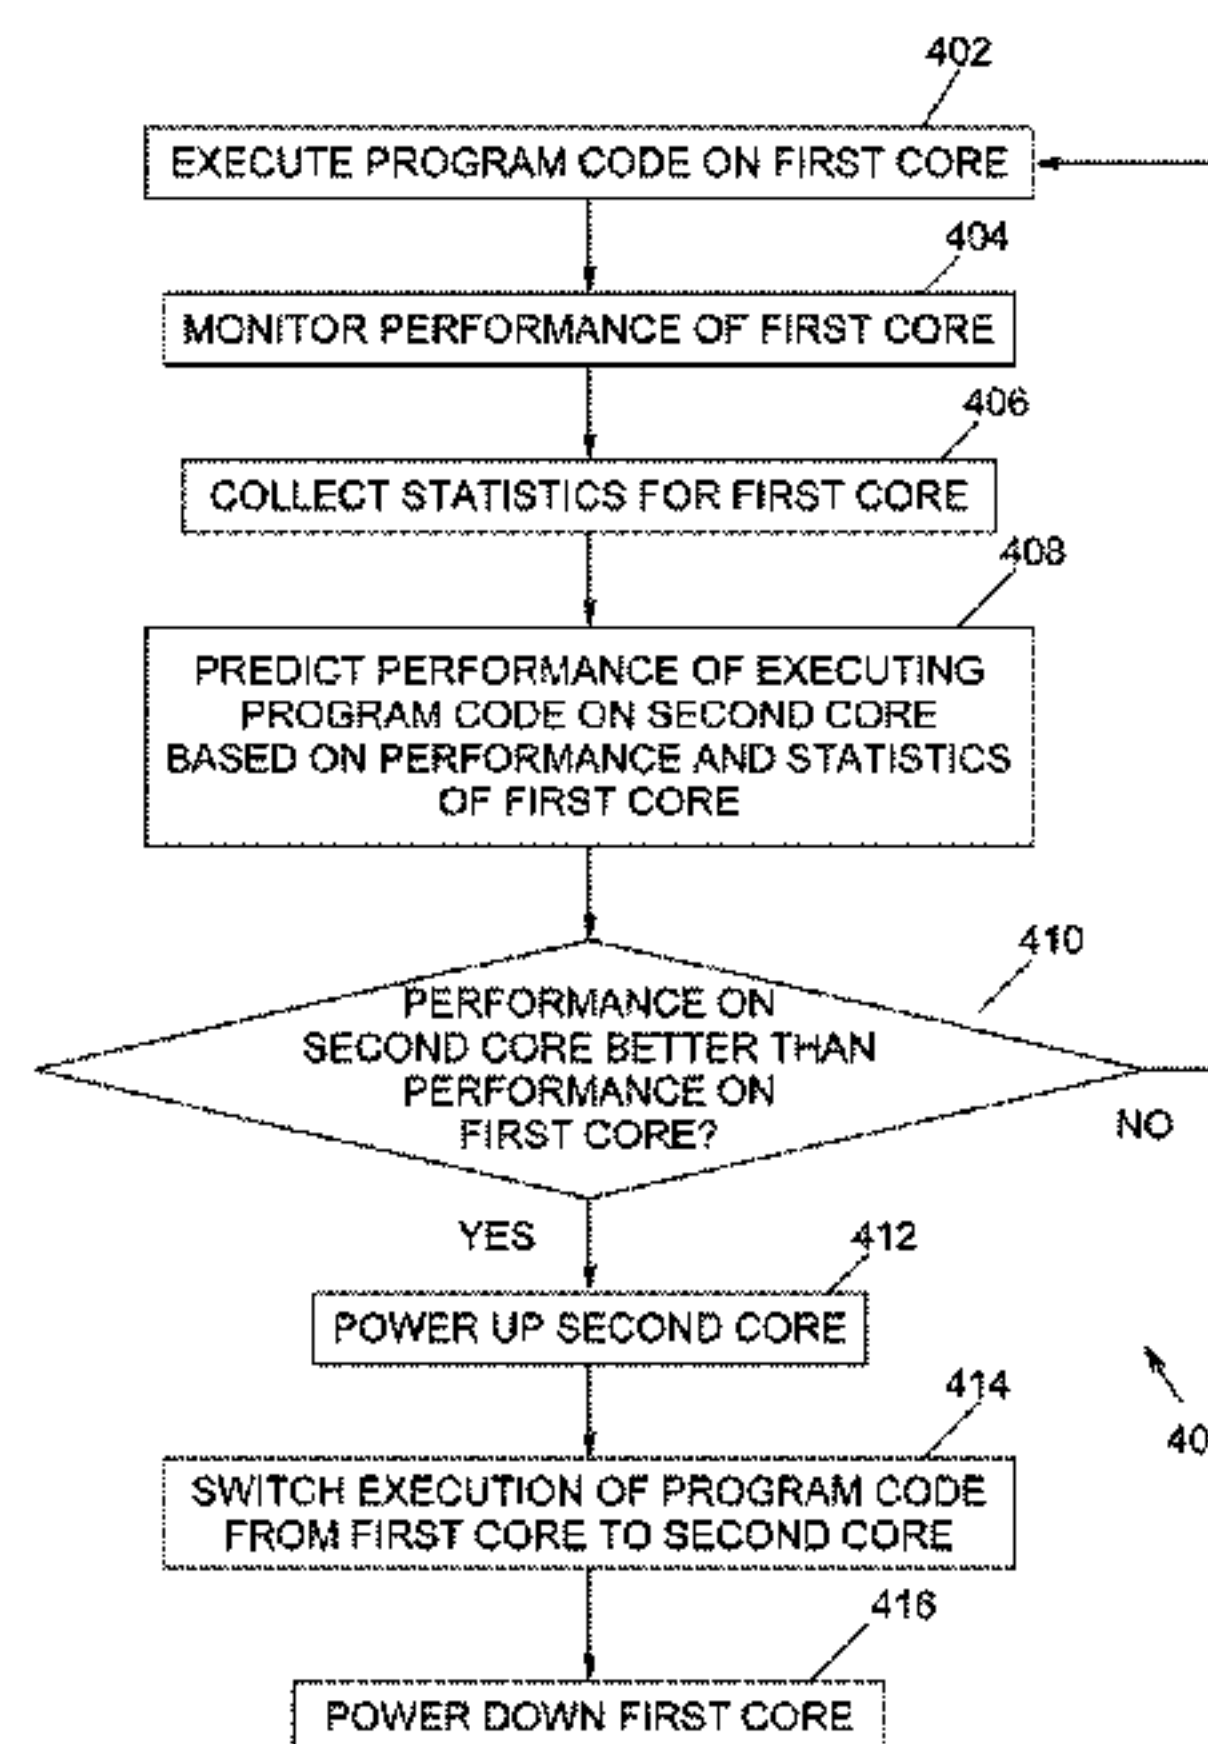 402
EXECUTE PROGRAM CODE ON FIRST CORE
404
MONITOR PERFORMANCE OF FIRST CORE
406
COLLECT STATISTICS FOR FIRST CORE
408
PREDICT PERFORMANCE OF EXECUTING
PROGRAM CODE ON SECOND CORE
BASED ON PERFORMANCE AND STATISTICS
OF FIRST CORE
410
PERFORMANCE ON
SECOND CORE BETTER THAN
PERFORMANCE ON
FIRST CORE?
NO
YES
412
POWER UP SECOND CORE
414
40
SWITCH EXECUTION OF PROGRAM CODE
FROM FIRST CORE TO SECOND CORE
416
POWER DOWN FIRST CORE